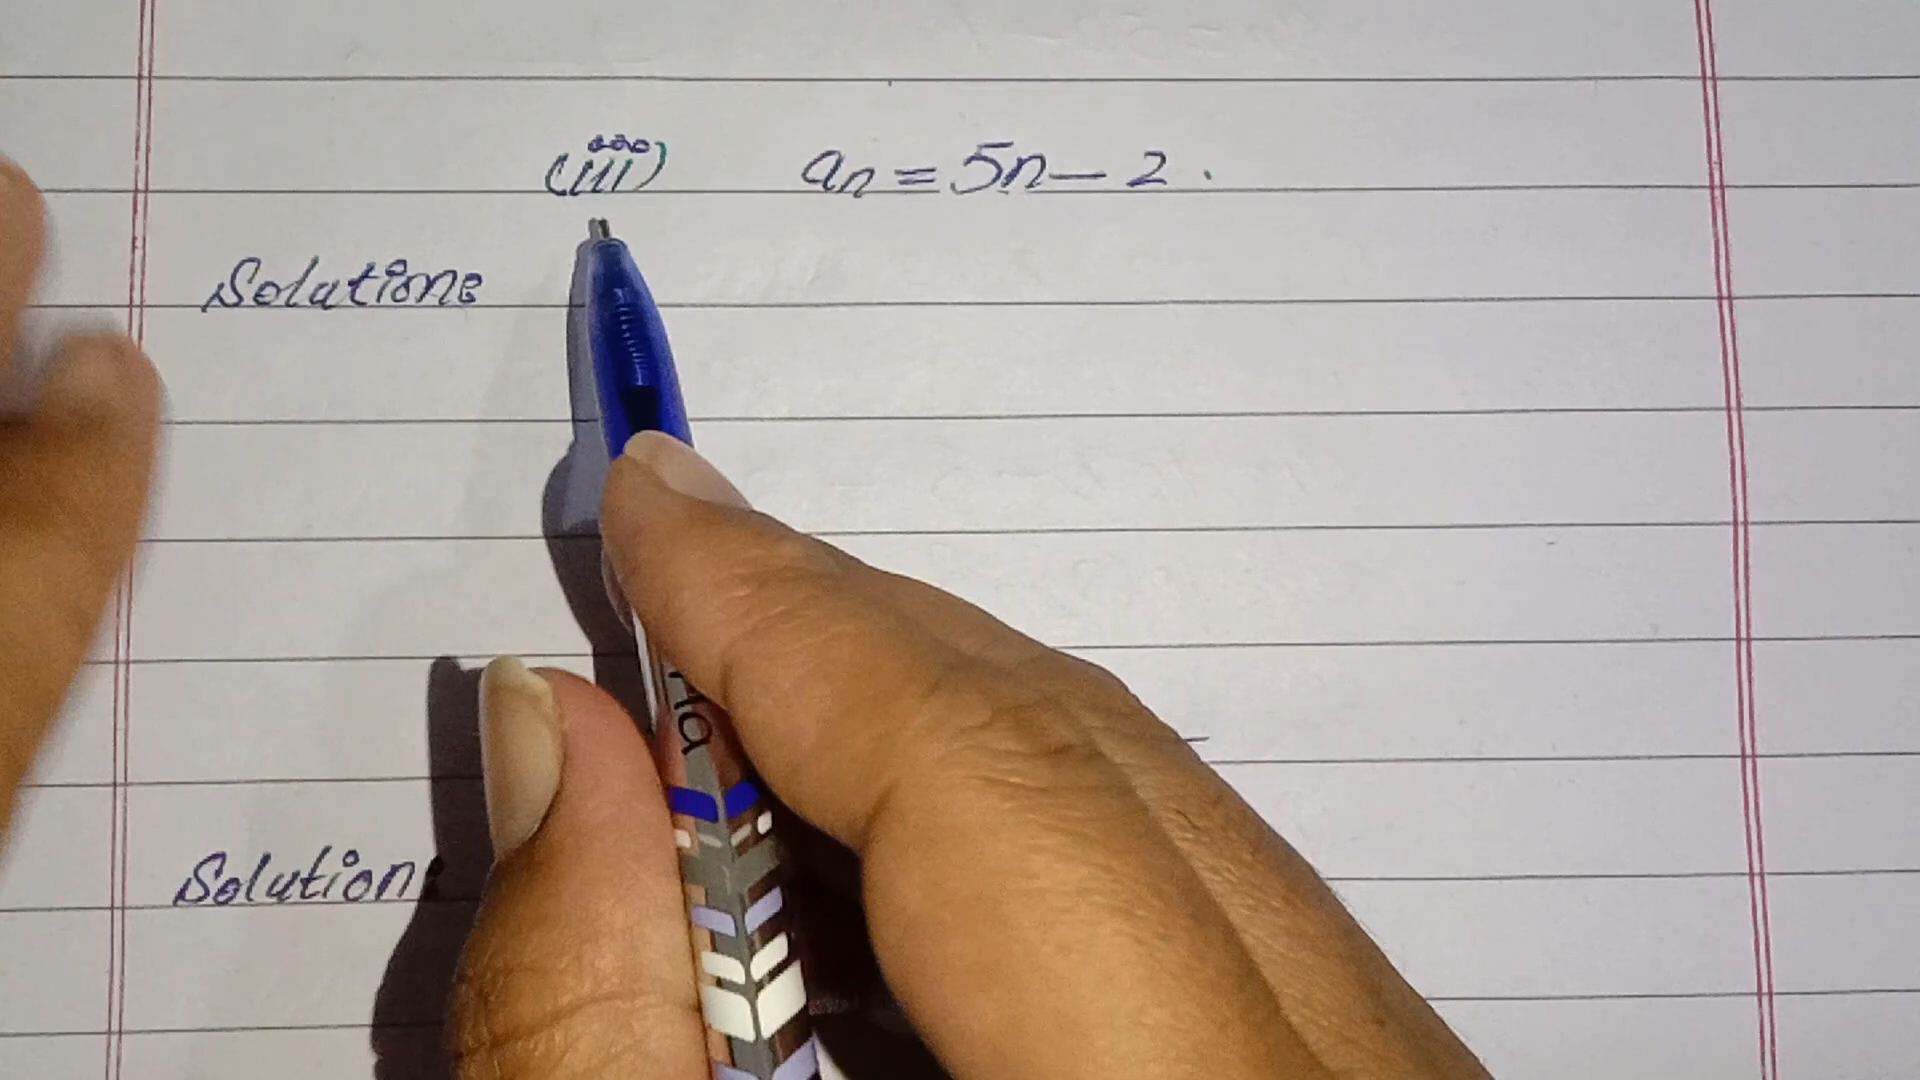 (iii) aₙ = 5n - 2.
Solution:
Solution: